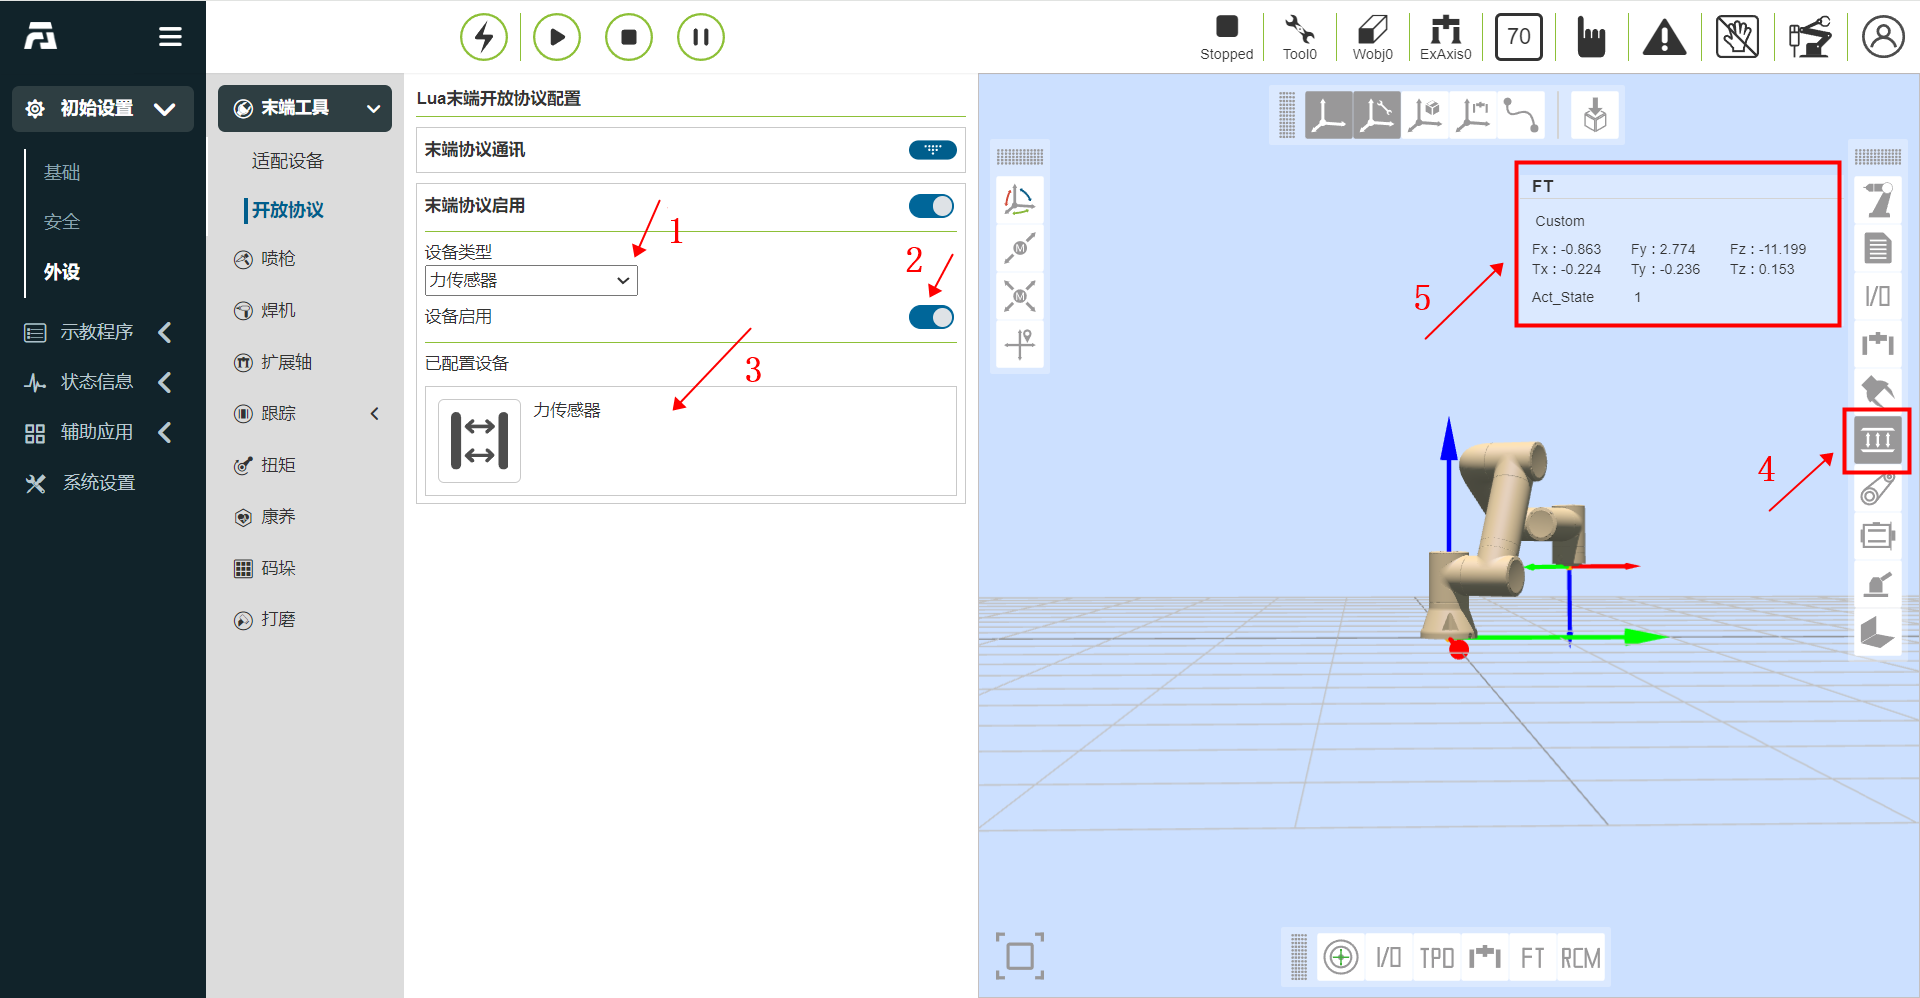 Stopped
Tool0
Wobj0
ExAxis0
70
初始设置
基础
安全
外设
示教程序
状态信息
辅助应用
系统设置
末端工具
适配设备
开放协议
喷枪
焊机
扩展轴
跟踪
扭矩
康养
码垛
打磨
Lua末端开放协议配置
末端协议通讯
末端协议启用
设备类型
力传感器
设备启用
已配置设备
力传感器
1
2
3
4
5
FT
Custom
Fx : -0.863 Fy : 2.774 Fz : -11.199
Tx : -0.224 Ty : -0.236 Tz : 0.153
Act_State 1
M
M
I/O
I/O TPD FT RCM